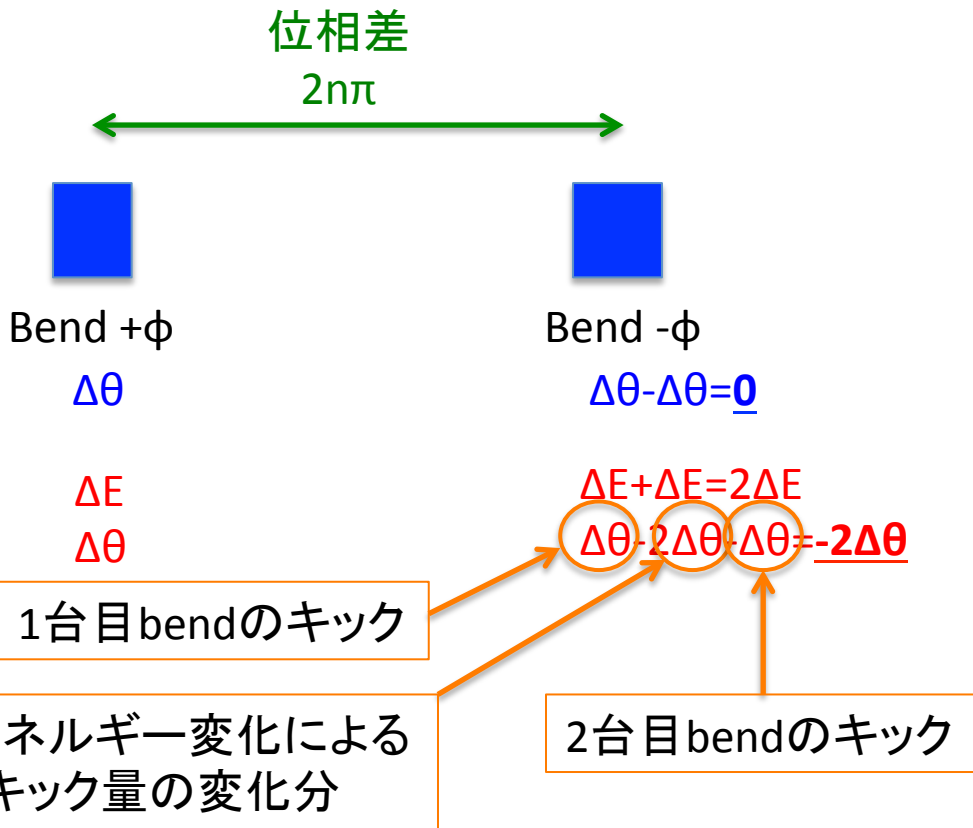 位相差
2nπ
Bend +φ
Bend -φ
Δθ
Δθ-Δθ=0
ΔE
ΔE+ΔE=2ΔE
Δθ
Δθ-2Δθ-Δθ=-2Δθ
1台目bendのキック
ネルギー変化による
キック量の変化分
2台目bendのキック